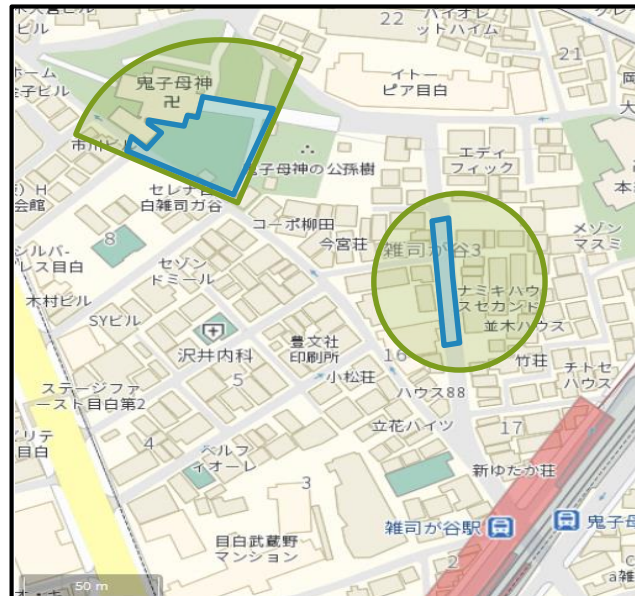 ビル
22
バイオレ
ットハイム
21
ホーム
金子ビル
鬼子母神
卍
イトー
ピア目白
大
市川ビル
エディ
フィック
鬼子母神の公孫樹
会館
セレナ目
白雑司ガ谷
コーポ柳田
今宮荘
雑司が谷3
メゾン
マスミ
8
シルバー
レス目白
セゾン
ドミール
ナミキハウ
スセカンド
並木ハウス
木村ビル
SYビル
豊文社
印刷所
沢井内科
16
竹荘
チトセ
ハウス
5
小松荘
ハウス88
ステージファ
ースト目白第2
立花ハイツ
17
4
ベルフ
ィオーレ
目白
新ゆたか荘
3
雑司が谷駅
鬼子母
目白武蔵野
マンション
2
50 m